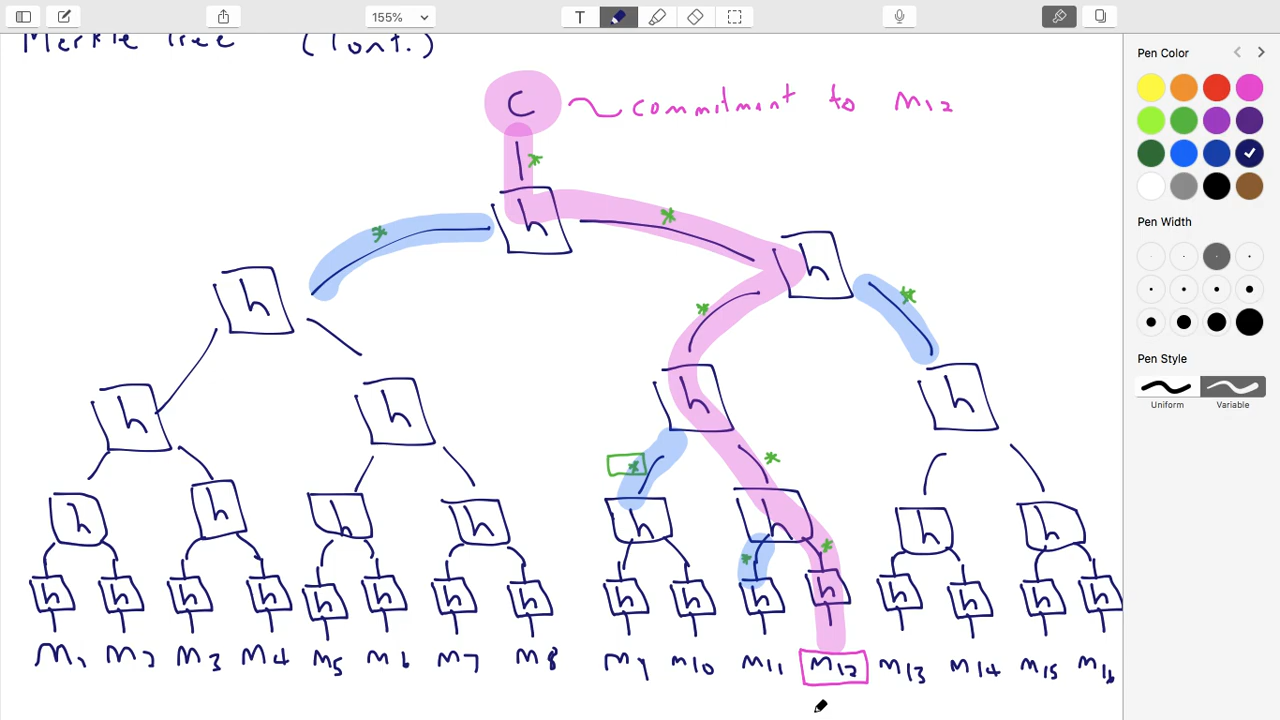 155%
T
Merkle Tree (Cont.)
Pen Color
C commitment to M12
*
* h *
Pen Width
h h
* *
Pen Style
h h h h
Uniform Variable
* *
h h h h h h h h
* *
h h h h h h h h h h h h h h h h
M1 M2 M3 M4 M5 M6 M7 M8 M9 M10 M11 M12 M13 M14 M15 M16